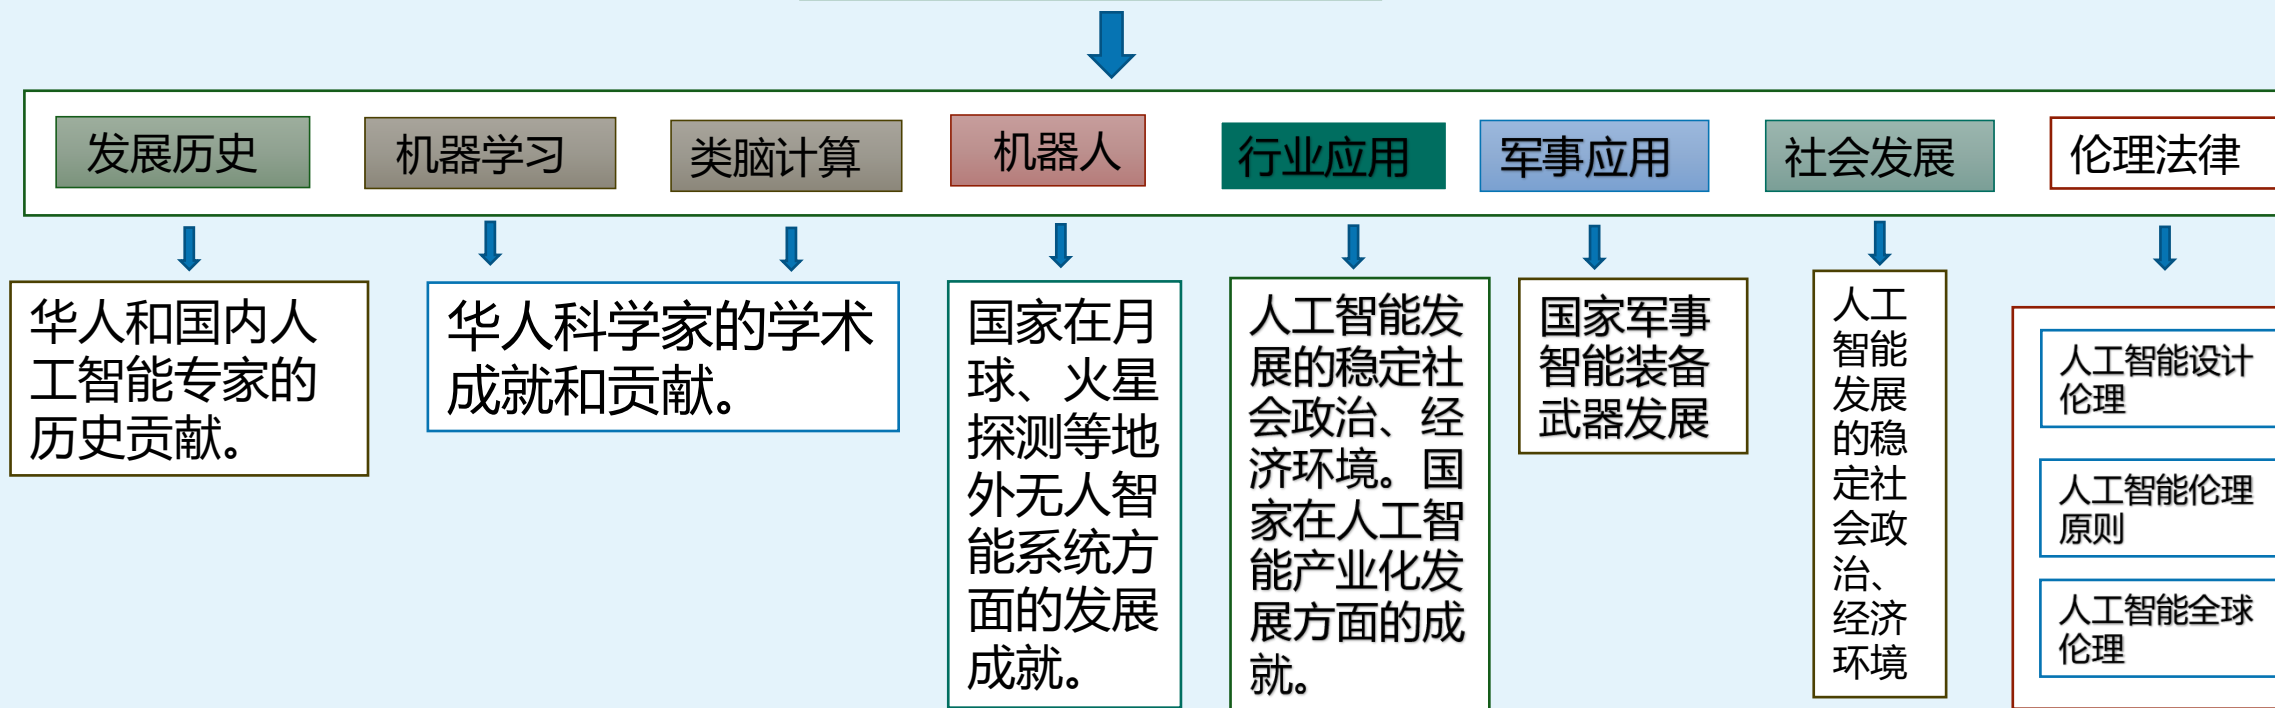 发展历史
机器学习
类脑计算
机器人
行业应用
军事应用
社会发展
伦理法律
华人和国内人
工智能专家的
历史贡献。
华人科学家的学术
成就和贡献。
国家在月
球、火星
探测等地
外无人智
能系统方
面的发展
成就。
人工智能发
展的稳定社
会政治、经
济环境。国
家在人工智
能产业化发
展方面的成
就。
国家军事
智能装备
武器发展
人工
智能
发展
的稳
定社
会政
治、
经济
环境
人工智能设计
伦理
人工智能伦理
原则
人工智能全球
伦理